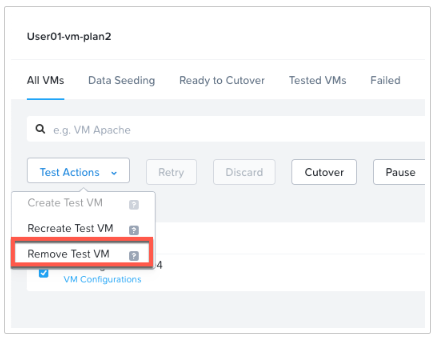 User01-vm-plan2
All VMs Data Seeding Ready to Cutover Tested VMs Failed
e.g. VM Apache
Test Actions Retry Discard Cutover Pause
Create Test VM ?
Recreate Test VM ?
Remove Test VM ?
4
VM Configurations